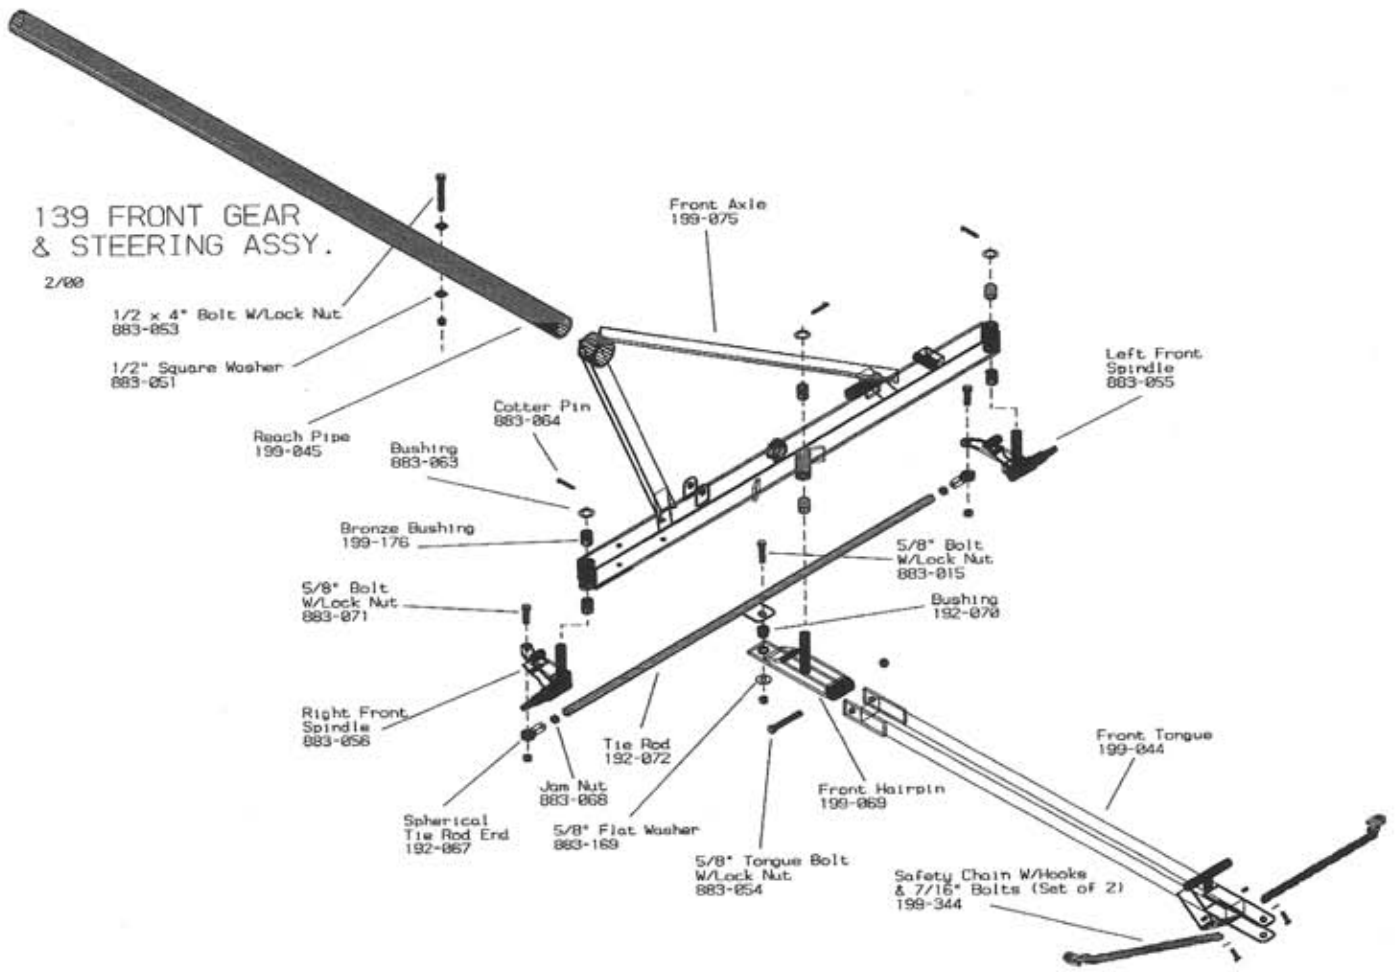 139 FRONT GEAR
& STEERING ASSY.
2/00
1/2 x 4" Bolt W/Lock Nut
883-053
1/2" Square Washer
883-051
Reach Pipe
199-045
Front Axle
199-075
Left Front
Spindle
883-055
Cotter Pin
883-064
Bushing
883-063
Bronze Bushing
199-176
5/8" Bolt
W/Lock Nut
883-071
5/8" Bolt
W/Lock Nut
883-015
Bushing
192-070
Right Front
Spindle
883-056
Tie Rod
192-072
Jam Nut
883-068
Spherical
Tie Rod End
192-067
5/8" Flat Washer
883-169
Front Hairpin
199-069
5/8" Tongue Bolt
W/Lock Nut
883-054
Front Tongue
199-044
Safety Chain W/Hooks
& 7/16" Bolts (Set of 2)
199-344